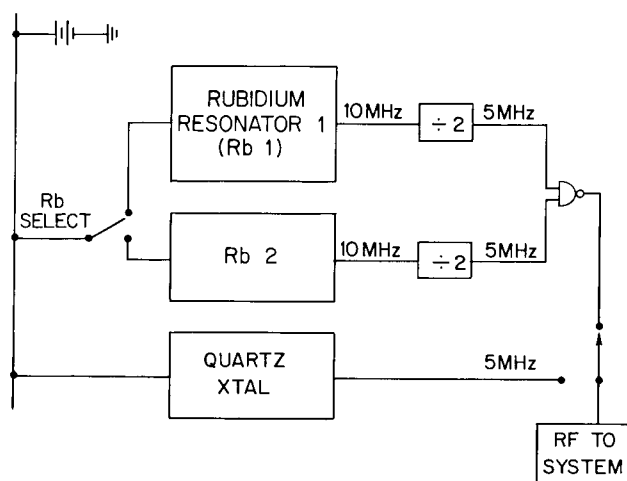 RUBIDIUM
RESONATOR 1
(Rb 1)
10MHz
÷2
5MHz
Rb
SELECT
Rb 2
10MHz
÷2
5MHz
QUARTZ
XTAL
5MHz
RF TO
SYSTEM